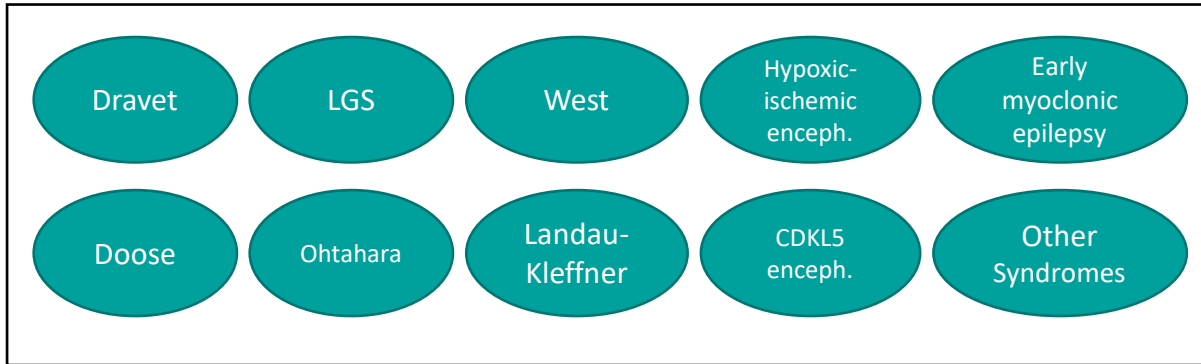 Dravet
LGS
West
Hypoxic-
ischemic
enceph.
Early
myoclonic
epilepsy
Doose
Ohtahara
Landau-
Kleffner
CDKL5
enceph.
Other
Syndromes